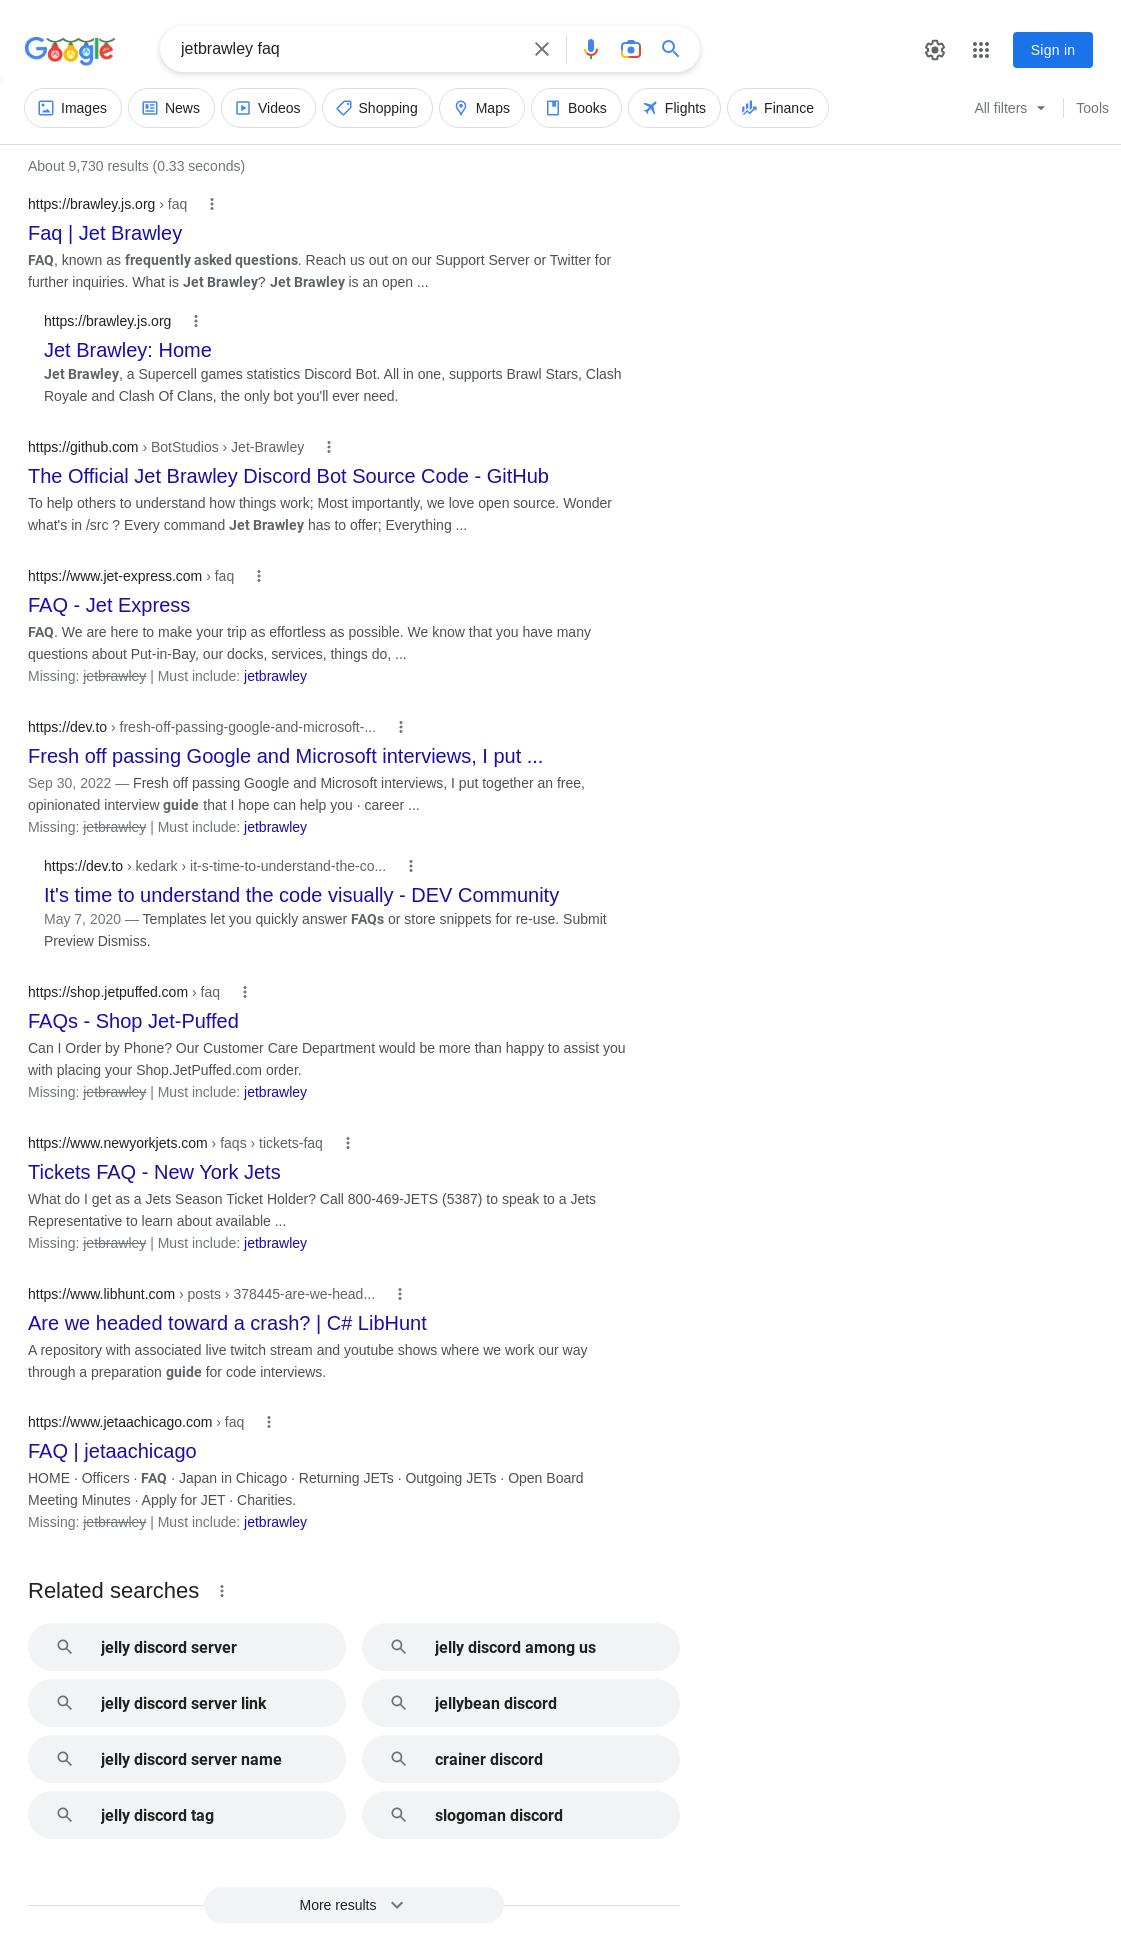 Google
jetbrawley faq
Sign in
Images
News
Videos
Shopping
Maps
Books
Flights
Finance
All filters
Tools
About 9,730 results (0.33 seconds)
https://brawley.js.org › faq
Faq | Jet Brawley
FAQ, known as frequently asked questions. Reach us out on our Support Server or Twitter for
further inquiries. What is Jet Brawley? Jet Brawley is an open ...
https://brawley.js.org
Jet Brawley: Home
Jet Brawley, a Supercell games statistics Discord Bot. All in one, supports Brawl Stars, Clash
Royale and Clash Of Clans, the only bot you'll ever need.
https://github.com › BotStudios › Jet-Brawley
The Official Jet Brawley Discord Bot Source Code - GitHub
To help others to understand how things work; Most importantly, we love open source. Wonder
what's in /src ? Every command Jet Brawley has to offer; Everything ...
https://www.jet-express.com › faq
FAQ - Jet Express
FAQ. We are here to make your trip as effortless as possible. We know that you have many
questions about Put-in-Bay, our docks, services, things do, ...
Missing: jetbrawley | Must include: jetbrawley
https://dev.to › fresh-off-passing-google-and-microsoft-...
Fresh off passing Google and Microsoft interviews, I put ...
Sep 30, 2022 — Fresh off passing Google and Microsoft interviews, I put together an free,
opinionated interview guide that I hope can help you · career ...
Missing: jetbrawley | Must include: jetbrawley
https://dev.to › kedark › it-s-time-to-understand-the-co...
It's time to understand the code visually - DEV Community
May 7, 2020 — Templates let you quickly answer FAQs or store snippets for re-use. Submit
Preview Dismiss.
https://shop.jetpuffed.com › faq
FAQs - Shop Jet-Puffed
Can I Order by Phone? Our Customer Care Department would be more than happy to assist you
with placing your Shop.JetPuffed.com order.
Missing: jetbrawley | Must include: jetbrawley
https://www.newyorkjets.com › faqs › tickets-faq
Tickets FAQ - New York Jets
What do I get as a Jets Season Ticket Holder? Call 800-469-JETS (5387) to speak to a Jets
Representative to learn about available ...
Missing: jetbrawley | Must include: jetbrawley
https://www.libhunt.com › posts › 378445-are-we-head...
Are we headed toward a crash? | C# LibHunt
A repository with associated live twitch stream and youtube shows where we work our way
through a preparation guide for code interviews.
https://www.jetaachicago.com › faq
FAQ | jetaachicago
HOME · Officers · FAQ · Japan in Chicago · Returning JETs · Outgoing JETs · Open Board
Meeting Minutes · Apply for JET · Charities.
Missing: jetbrawley | Must include: jetbrawley
Related searches
jelly discord server
jelly discord among us
jelly discord server link
jellybean discord
jelly discord server name
crainer discord
jelly discord tag
slogoman discord
More results